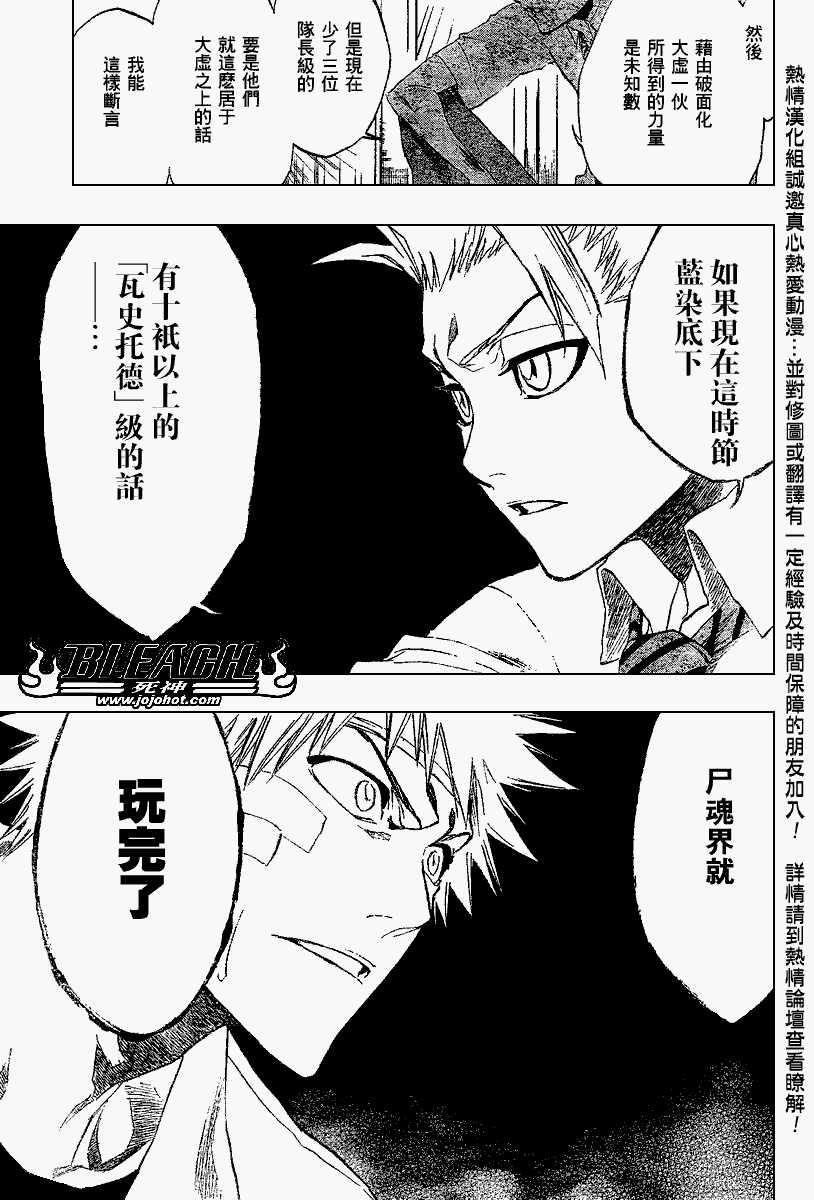 然後
藉由破面化
大虛一伙
所得到的力量
是未知數
但是現在
少了三位
隊長級的
要是他們
就這麼居于
大虛之上的話
我能
這樣斷言
如果現在這時節
藍染底下
有十衹以上的
「瓦史托德」級的話
——…
BLEACH
死神
www.jojohot.com
尸魂界就
玩完了
熱情漢化組誠邀真心熱愛動漫…並對修圖或翻譯有一定經驗及時間保障的朋友加入！ 詳情請到熱情論壇查看瞭解！